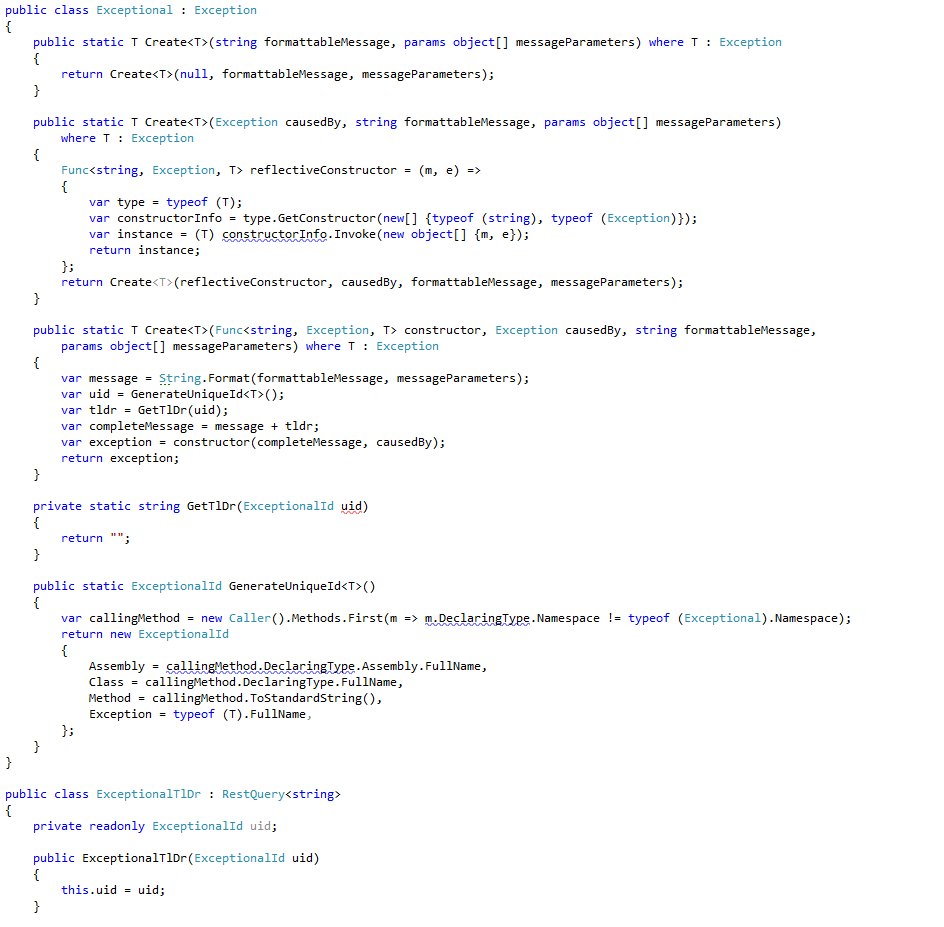 public class Exceptional : Exception
{
    public static T Create<T>(string formattableMessage, params object[] messageParameters) where T : Exception
    {
        return Create<T>(null, formattableMessage, messageParameters);
    }

    public static T Create<T>(Exception causedBy, string formattableMessage, params object[] messageParameters)
        where T : Exception
    {
        Func<string, Exception, T> reflectiveConstructor = (m, e) =>
        {
            var type = typeof (T);
            var constructorInfo = type.GetConstructor(new[] {typeof (string), typeof (Exception)});
            var instance = (T) constructorInfo.Invoke(new object[] {m, e});
            return instance;
        };
        return Create<T>(reflectiveConstructor, causedBy, formattableMessage, messageParameters);
    }

    public static T Create<T>(Func<string, Exception, T> constructor, Exception causedBy, string formattableMessage,
        params object[] messageParameters) where T : Exception
    {
        var message = String.Format(formattableMessage, messageParameters);
        var uid = GenerateUniqueId<T>();
        var tldr = GetTlDr(uid);
        var completeMessage = message + tldr;
        var exception = constructor(completeMessage, causedBy);
        return exception;
    }

    private static string GetTlDr(ExceptionalId uid)
    {
        return "";
    }

    public static ExceptionalId GenerateUniqueId<T>()
    {
        var callingMethod = new Caller().Methods.First(m => m.DeclaringType.Namespace != typeof (Exceptional).Namespace);
        return new ExceptionalId
        {
            Assembly = callingMethod.DeclaringType.Assembly.FullName,
            Class = callingMethod.DeclaringType.FullName,
            Method = callingMethod.ToStandardString(),
            Exception = typeof (T).FullName,
        };
    }
}

public class ExceptionalTlDr : RestQuery<string>
{
    private readonly ExceptionalId uid;

    public ExceptionalTlDr(ExceptionalId uid)
    {
        this.uid = uid;
    }